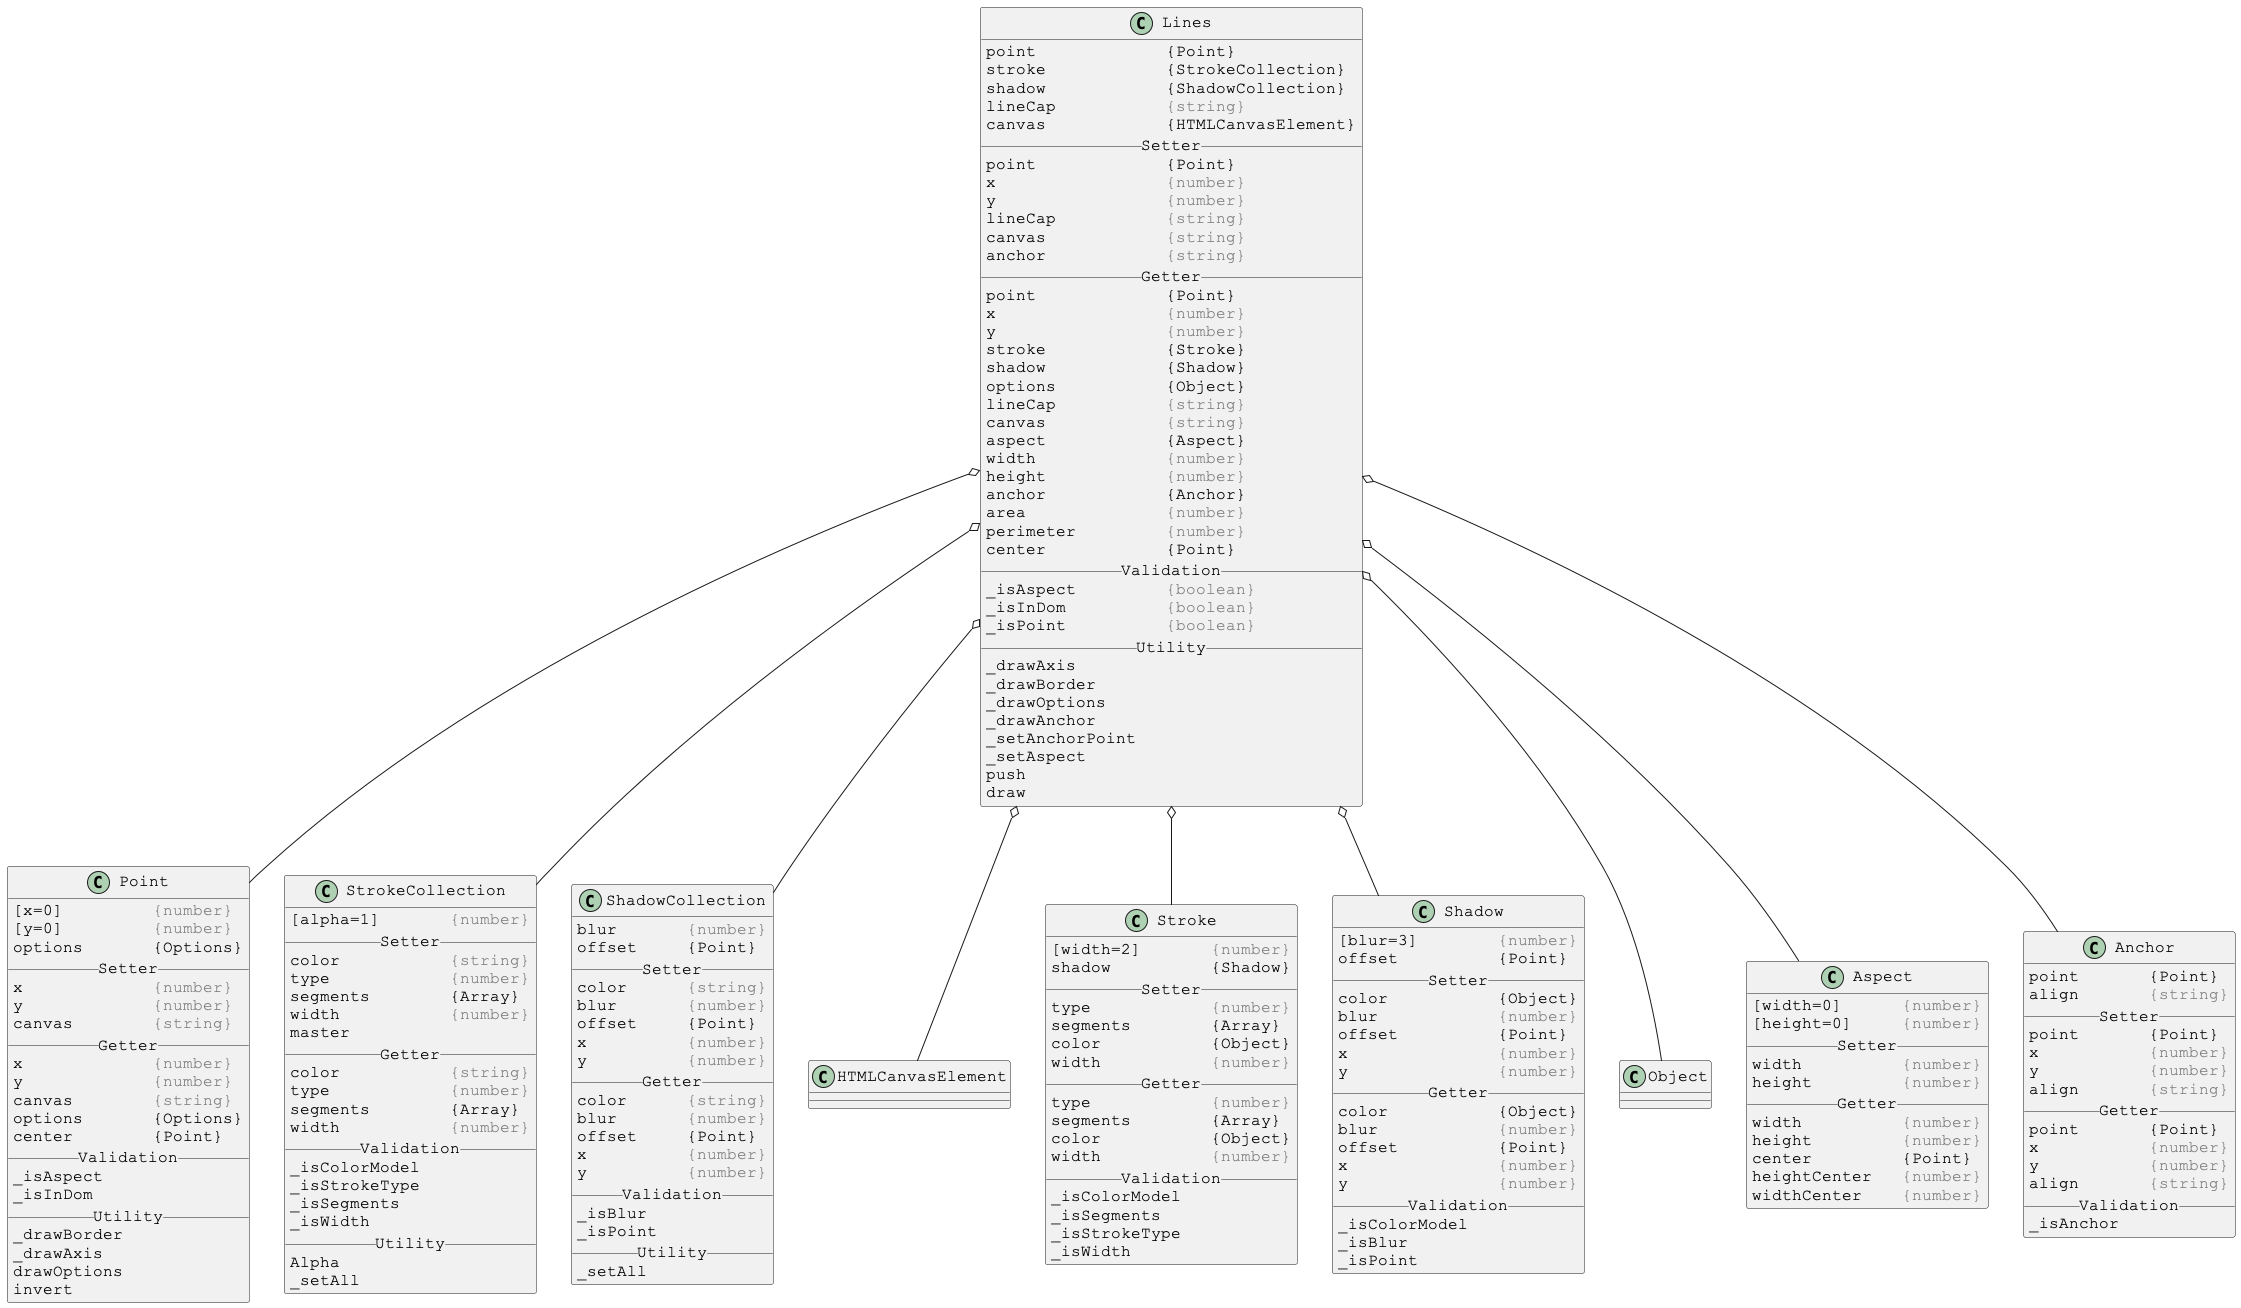 C Lines
point {Point}
stroke {StrokeCollection}
shadow {ShadowCollection}
lineCap {string}
canvas {HTMLCanvasElement}
Setter
point {Point}
x {number}
y {number}
lineCap {string}
canvas {string}
anchor {string}
Getter
point {Point}
x {number}
y {number}
stroke {Stroke}
shadow {Shadow}
options {Object}
lineCap {string}
canvas {string}
aspect {Aspect}
width {number}
height {number}
anchor {Anchor}
area {number}
perimeter {number}
center {Point}
Validation
_isAspect {boolean}
_isInDom {boolean}
_isPoint {boolean}
Utility
_drawAxis
_drawBorder
_drawOptions
_drawAnchor
_setAnchorPoint
_setAspect
push
draw
C Point
[x=0] {number}
[y=0] {number}
options {Options}
Setter
x {number}
y {number}
canvas {string}
Getter
x {number}
y {number}
canvas {string}
options {Options}
center {Point}
Validation
_isAspect
_isInDom
Utility
_drawBorder
_drawAxis
drawOptions
invert
C StrokeCollection
[alpha=1] {number}
Setter
color {string}
type {number}
segments {Array}
width {number}
master
Getter
color {string}
type {number}
segments {Array}
width {number}
Validation
_isColorModel
_isStrokeType
_isSegments
_isWidth
Utility
Alpha
_setAll
C ShadowCollection
blur {number}
offset {Point}
Setter
color {string}
blur {number}
offset {Point}
x {number}
y {number}
Getter
color {string}
blur {number}
offset {Point}
x {number}
y {number}
Validation
_isBlur
_isPoint
Utility
_setAll
C HTMLCanvasElement
C Stroke
[width=2] {number}
shadow {Shadow}
Setter
type {number}
segments {Array}
color {Object}
width {number}
Getter
type {number}
segments {Array}
color {Object}
width {number}
Validation
_isColorModel
_isSegments
_isStrokeType
_isWidth
C Shadow
[blur=3] {number}
offset {Point}
Setter
color {Object}
blur {number}
offset {Point}
x {number}
y {number}
Getter
color {Object}
blur {number}
offset {Point}
x {number}
y {number}
Validation
_isColorModel
_isBlur
_isPoint
C Object
C Aspect
[width=0] {number}
[height=0] {number}
Setter
width {number}
height {number}
Getter
width {number}
height {number}
center {Point}
heightCenter {number}
widthCenter {number}
C Anchor
point {Point}
align {string}
Setter
point {Point}
x {number}
y {number}
align {string}
Getter
point {Point}
x {number}
y {number}
align {string}
Validation
_isAnchor